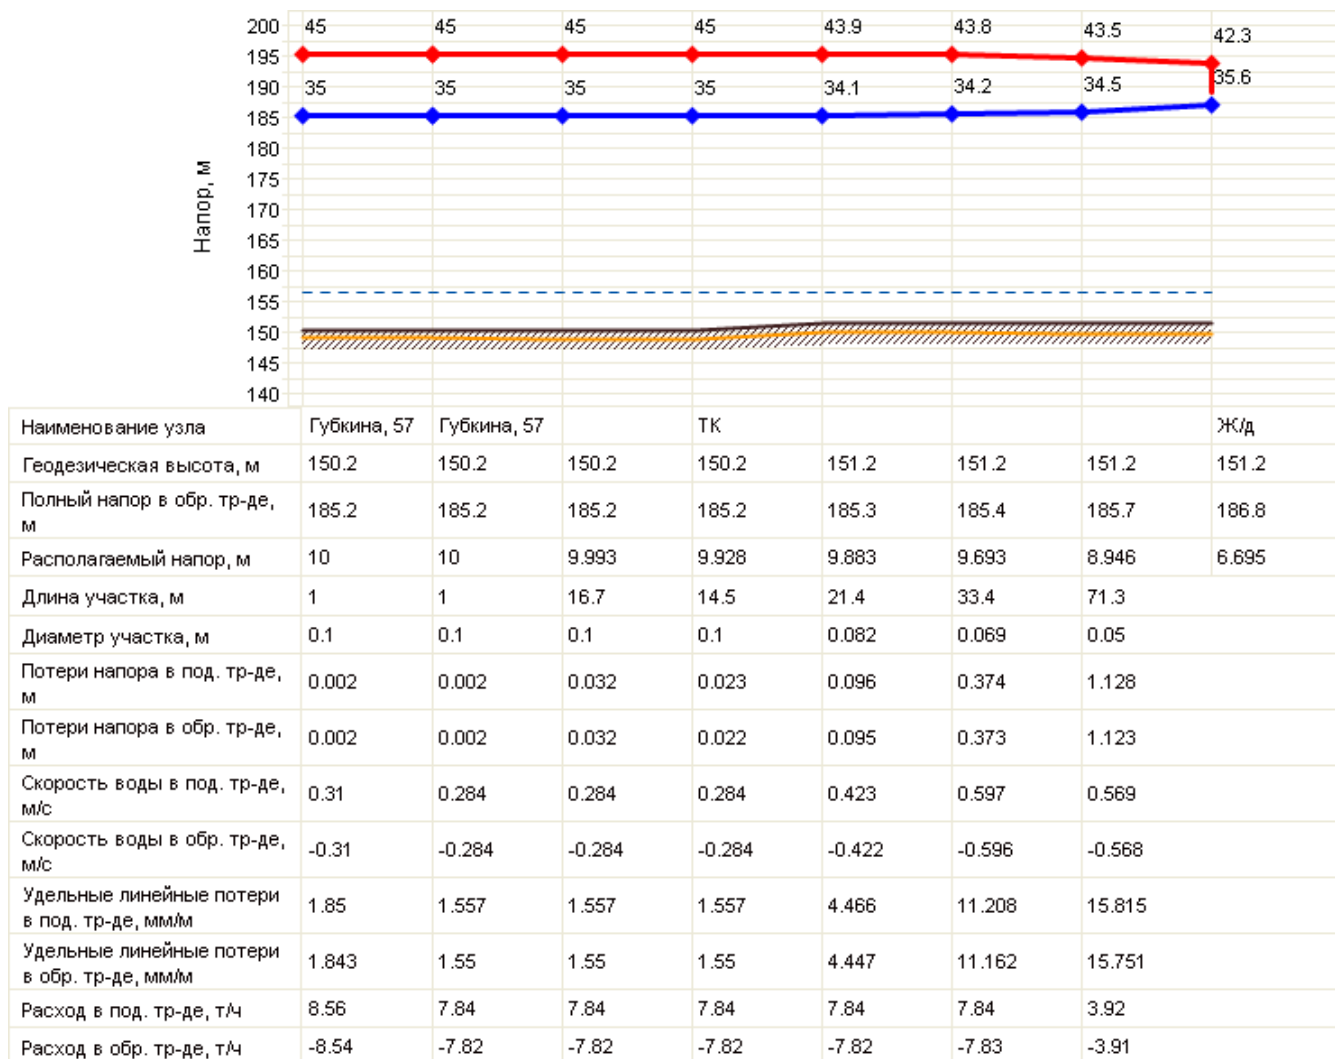 200 45 45 45 45 43.9 43.8 43.5 42.3
195
190 35 35 35 35 34.1 34.2 34.5 35.6
185
180
175
170
165
160
155
150
145
140
Напор, м
Наименование узла Губкина, 57 Губкина, 57 ТК Ж/д
Геодезическая высота, м 150.2 150.2 150.2 150.2 151.2 151.2 151.2 151.2
Полный напор в обр. тр-де,
м 185.2 185.2 185.2 185.2 185.3 185.4 185.7 186.8
Располагаемый напор, м 10 10 9.993 9.928 9.883 9.693 8.946 6.695
Длина участка, м 1 1 16.7 14.5 21.4 33.4 71.3
Диаметр участка, м 0.1 0.1 0.1 0.1 0.082 0.069 0.05
Потери напора в под. тр-де,
м 0.002 0.002 0.032 0.023 0.096 0.374 1.128
Потери напора в обр. тр-де,
м 0.002 0.002 0.032 0.022 0.095 0.373 1.123
Скорость воды в под. тр-де,
м/с 0.31 0.284 0.284 0.284 0.423 0.597 0.569
Скорость воды в обр. тр-де,
м/с -0.31 -0.284 -0.284 -0.284 -0.422 -0.596 -0.568
Удельные линейные потери
в под. тр-де, мм/м 1.85 1.557 1.557 1.557 4.466 11.208 15.815
Удельные линейные потери
в обр. тр-де, мм/м 1.843 1.55 1.55 1.55 4.447 11.162 15.751
Расход в под. тр-де, т/ч 8.56 7.84 7.84 7.84 7.84 7.84 3.92
Расход в обр. тр-де, т/ч -8.54 -7.82 -7.82 -7.82 -7.82 -7.83 -3.91